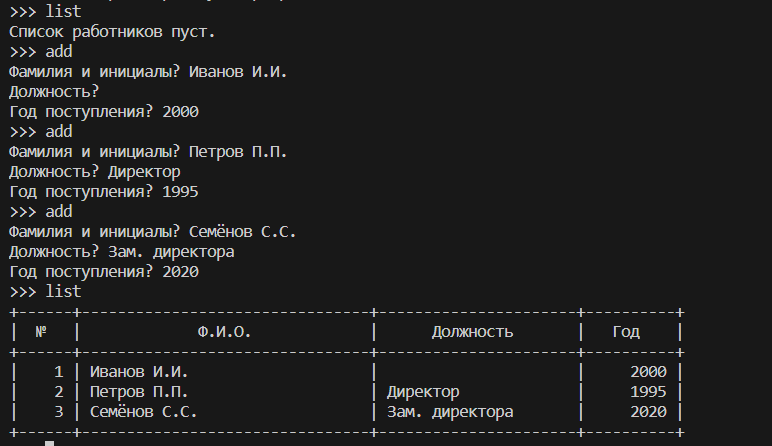 >>> list
Список работников пуст.
>>> add
Фамилия и инициалы? Иванов И.И.
Должность?
Год поступления? 2000
>>> add
Фамилия и инициалы? Петров П.П.
Должность? Директор
Год поступления? 1995
>>> add
Фамилия и инициалы? Семёнов С.С.
Должность? Зам. директора
Год поступления? 2020
>>> list
+------+--------------------------------+----------------------+----------+
|  №   |             Ф.И.О.             |      Должность       |   Год    |
+------+--------------------------------+----------------------+----------+
|    1 | Иванов И.И.                    |                      |     2000 |
|    2 | Петров П.П.                    | Директор             |     1995 |
|    3 | Семёнов С.С.                   | Зам. директора       |     2020 |
+------+--------------------------------+----------------------+----------+